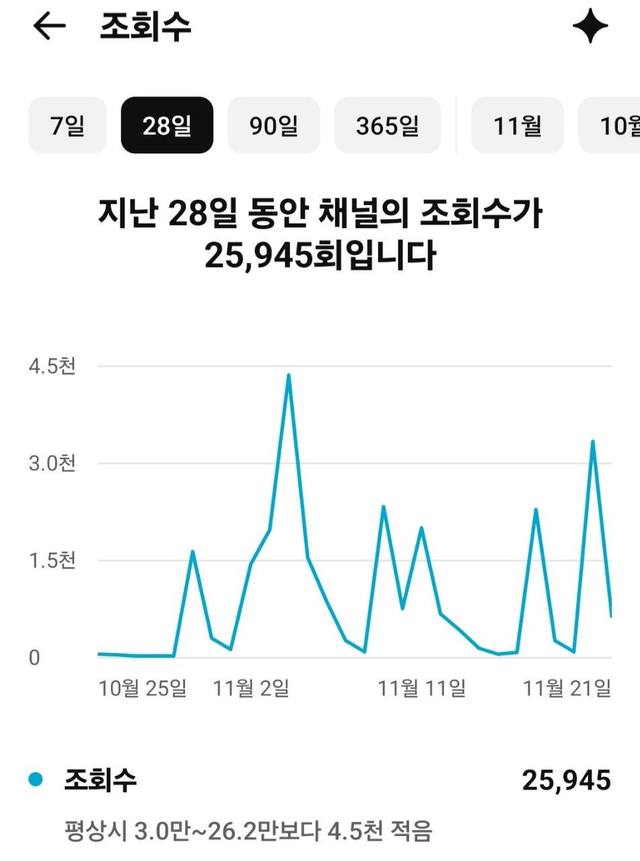 조회수
7일 28일 90일 365일 11월 10월
지난 28일 동안 채널의 조회수가
25,945회입니다
4.5천
3.0천
1.5천
0
10월 25일 11월 2일 11월 11일 11월 21일
조회수 25,945
평상시 3.0만~26.2만보다 4.5천 적음